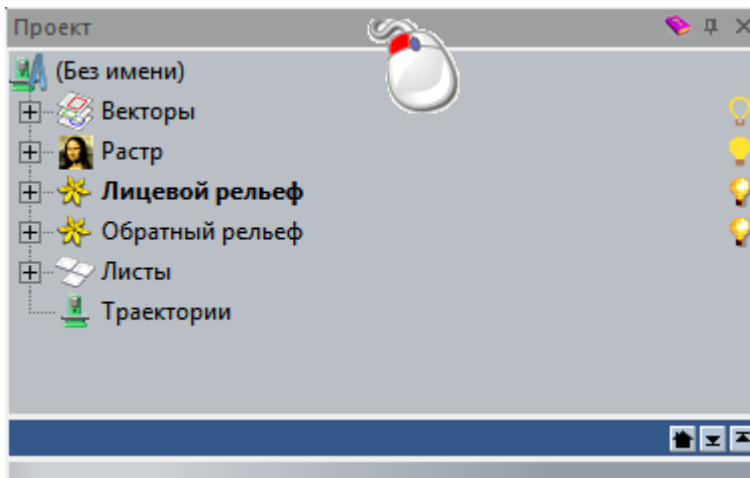 Проект
(Без имени)
Векторы
Растр
Лицевой рельеф
Обратный рельеф
Листы
Траектории